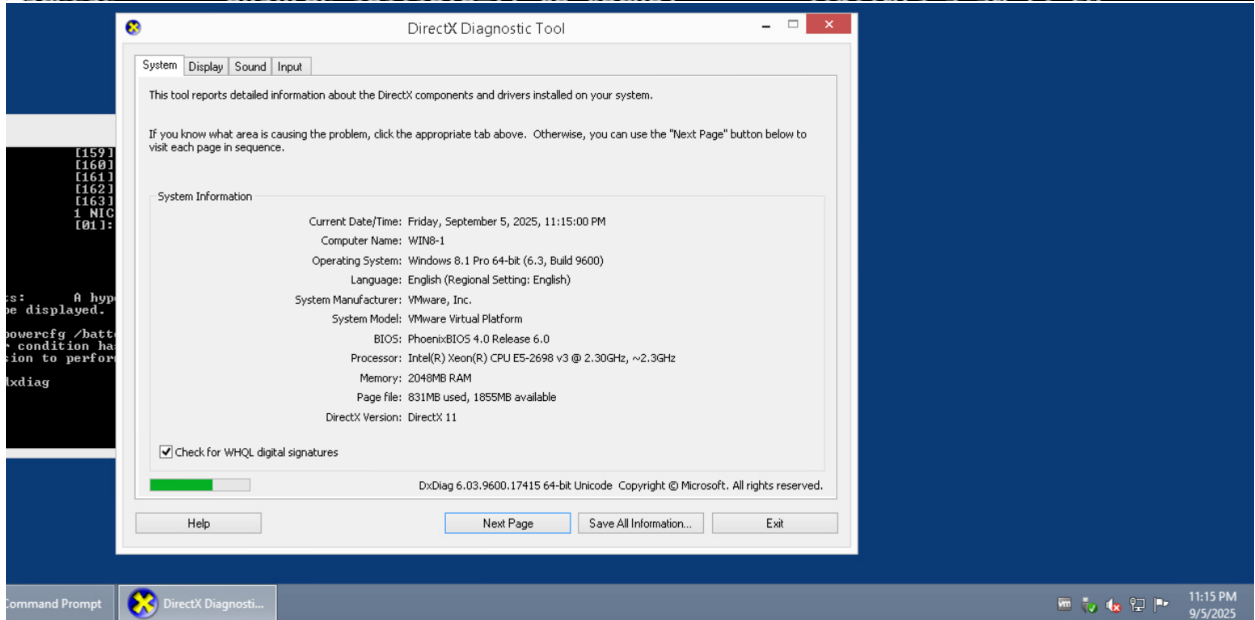 DirectX Diagnostic Tool
System Display Sound Input
This tool reports detailed information about the DirectX components and drivers installed on your system.
If you know what area is causing the problem, click the appropriate tab above. Otherwise, you can use the "Next Page" button below to
visit each page in sequence.
System Information
Current Date/Time: Friday, September 5, 2025, 11:15:00 PM
Computer Name: WIN8-1
Operating System: Windows 8.1 Pro 64-bit (6.3, Build 9600)
Language: English (Regional Setting: English)
System Manufacturer: VMware, Inc.
System Model: VMware Virtual Platform
BIOS: PhoenixBIOS 4.0 Release 6.0
Processor: Intel(R) Xeon(R) CPU E5-2698 v3 @ 2.30GHz, ~2.3GHz
Memory: 2048MB RAM
Page file: 831MB used, 1855MB available
DirectX Version: DirectX 11
Check for WHQL digital signatures
DxDiag 6.03.9600.17415 64-bit Unicode Copyright © Microsoft. All rights reserved.
Help Next Page Save All Information... Exit
[159]
[160]
[161]
[162]
[163]
1 NIC
[01]:
s: A hyp
be displayed.
powercfg /batt
condition ha
sion to perfor
dxdiag
Command Prompt
DirectX Diagnosti...
vm
11:15 PM
9/5/2025